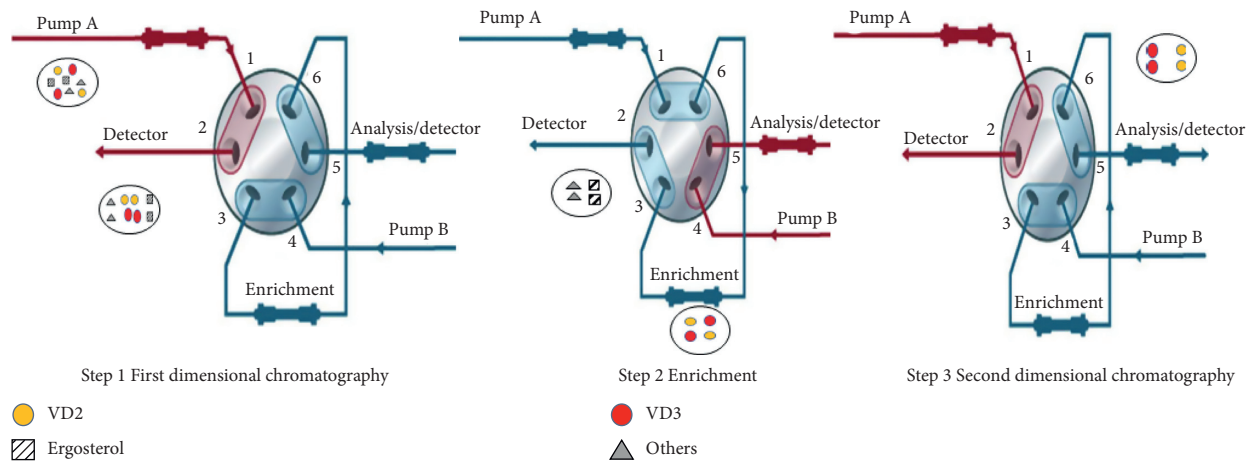 Pump A
1
6
2
Detector
Analysis/detector
5
3
4
Pump B
Enrichment
Step 1 First dimensional chromatography
Pump A
1
6
2
Detector
Analysis/detector
5
3
4
Pump B
Enrichment
Step 2 Enrichment
Pump A
1
6
2
Detector
Analysis/detector
5
3
4
Pump B
Enrichment
Step 3 Second dimensional chromatography
VD2
VD3
Ergosterol
Others